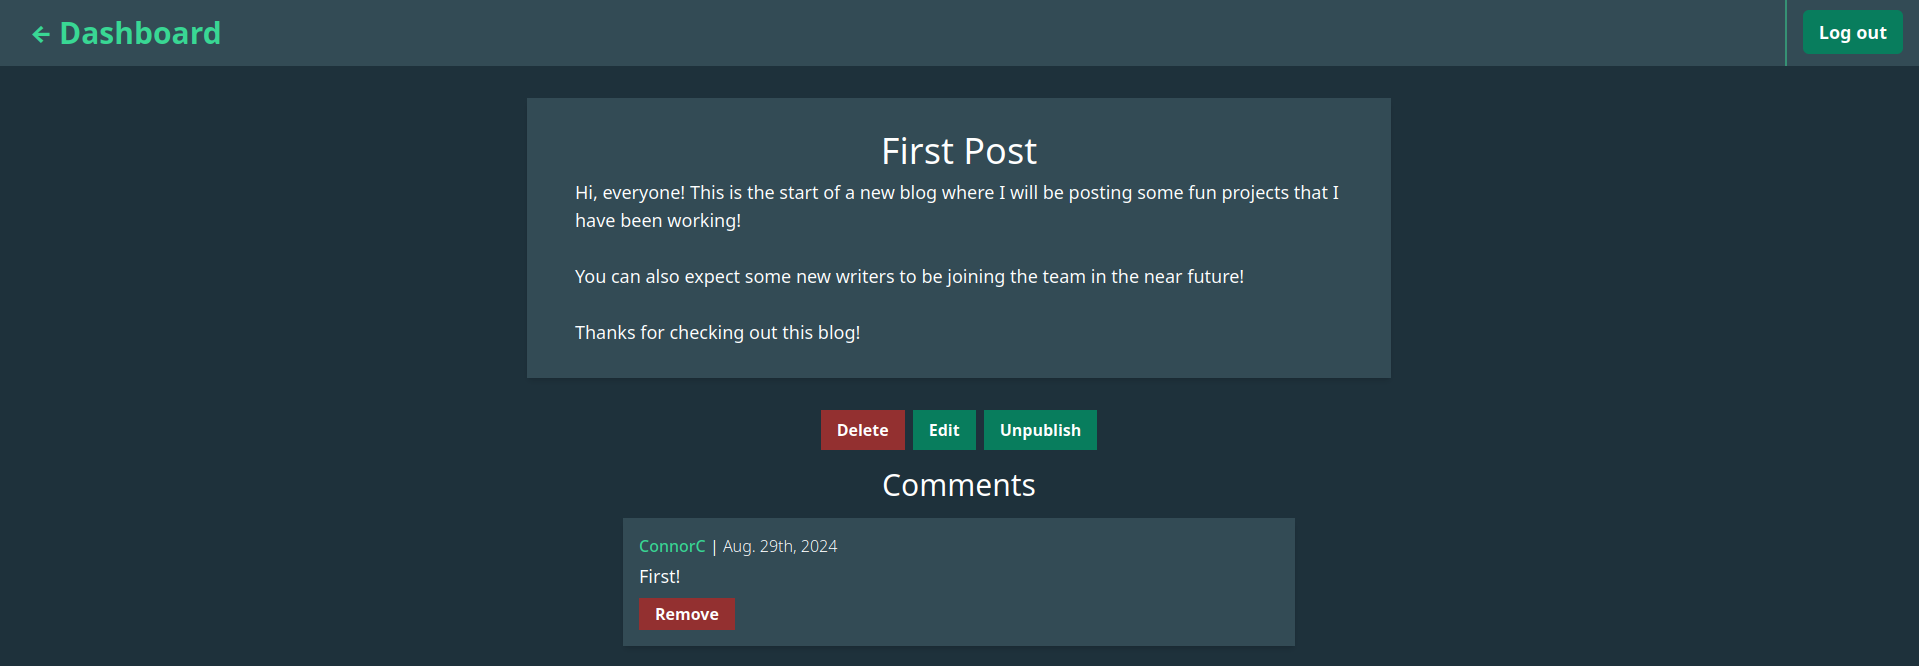 ← Dashboard
Log out
First Post
Hi, everyone! This is the start of a new blog where I will be posting some fun projects that I
have been working!
You can also expect some new writers to be joining the team in the near future!
Thanks for checking out this blog!
Delete Edit Unpublish
Comments
ConnorC | Aug. 29th, 2024
First!
Remove